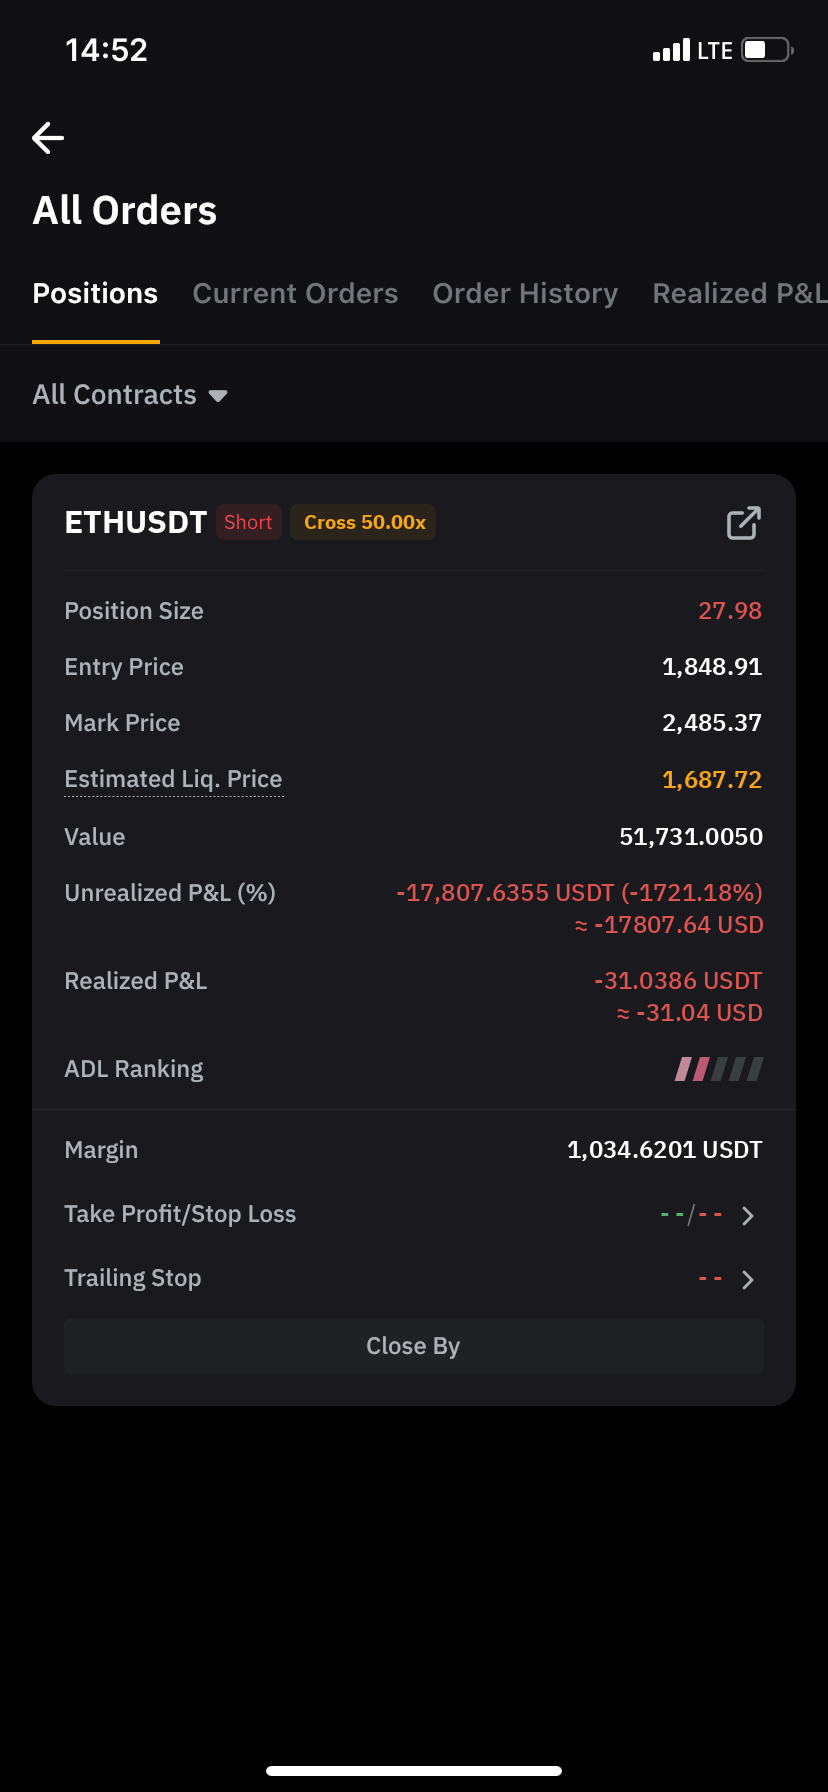 14:52
LTE
All Orders
Positions Current Orders Order History Realized P&L
All Contracts
ETHUSDT Short Cross 50.00x
Position Size 27.98
Entry Price 1,848.91
Mark Price 2,485.37
Estimated Liq. Price 1,687.72
Value 51,731.0050
Unrealized P&L (%) -17,807.6355 USDT (-1721.18%)
≈ -17807.64 USD
Realized P&L -31.0386 USDT
≈ -31.04 USD
ADL Ranking
Margin 1,034.6201 USDT
Take Profit/Stop Loss --/--
Trailing Stop --
Close By